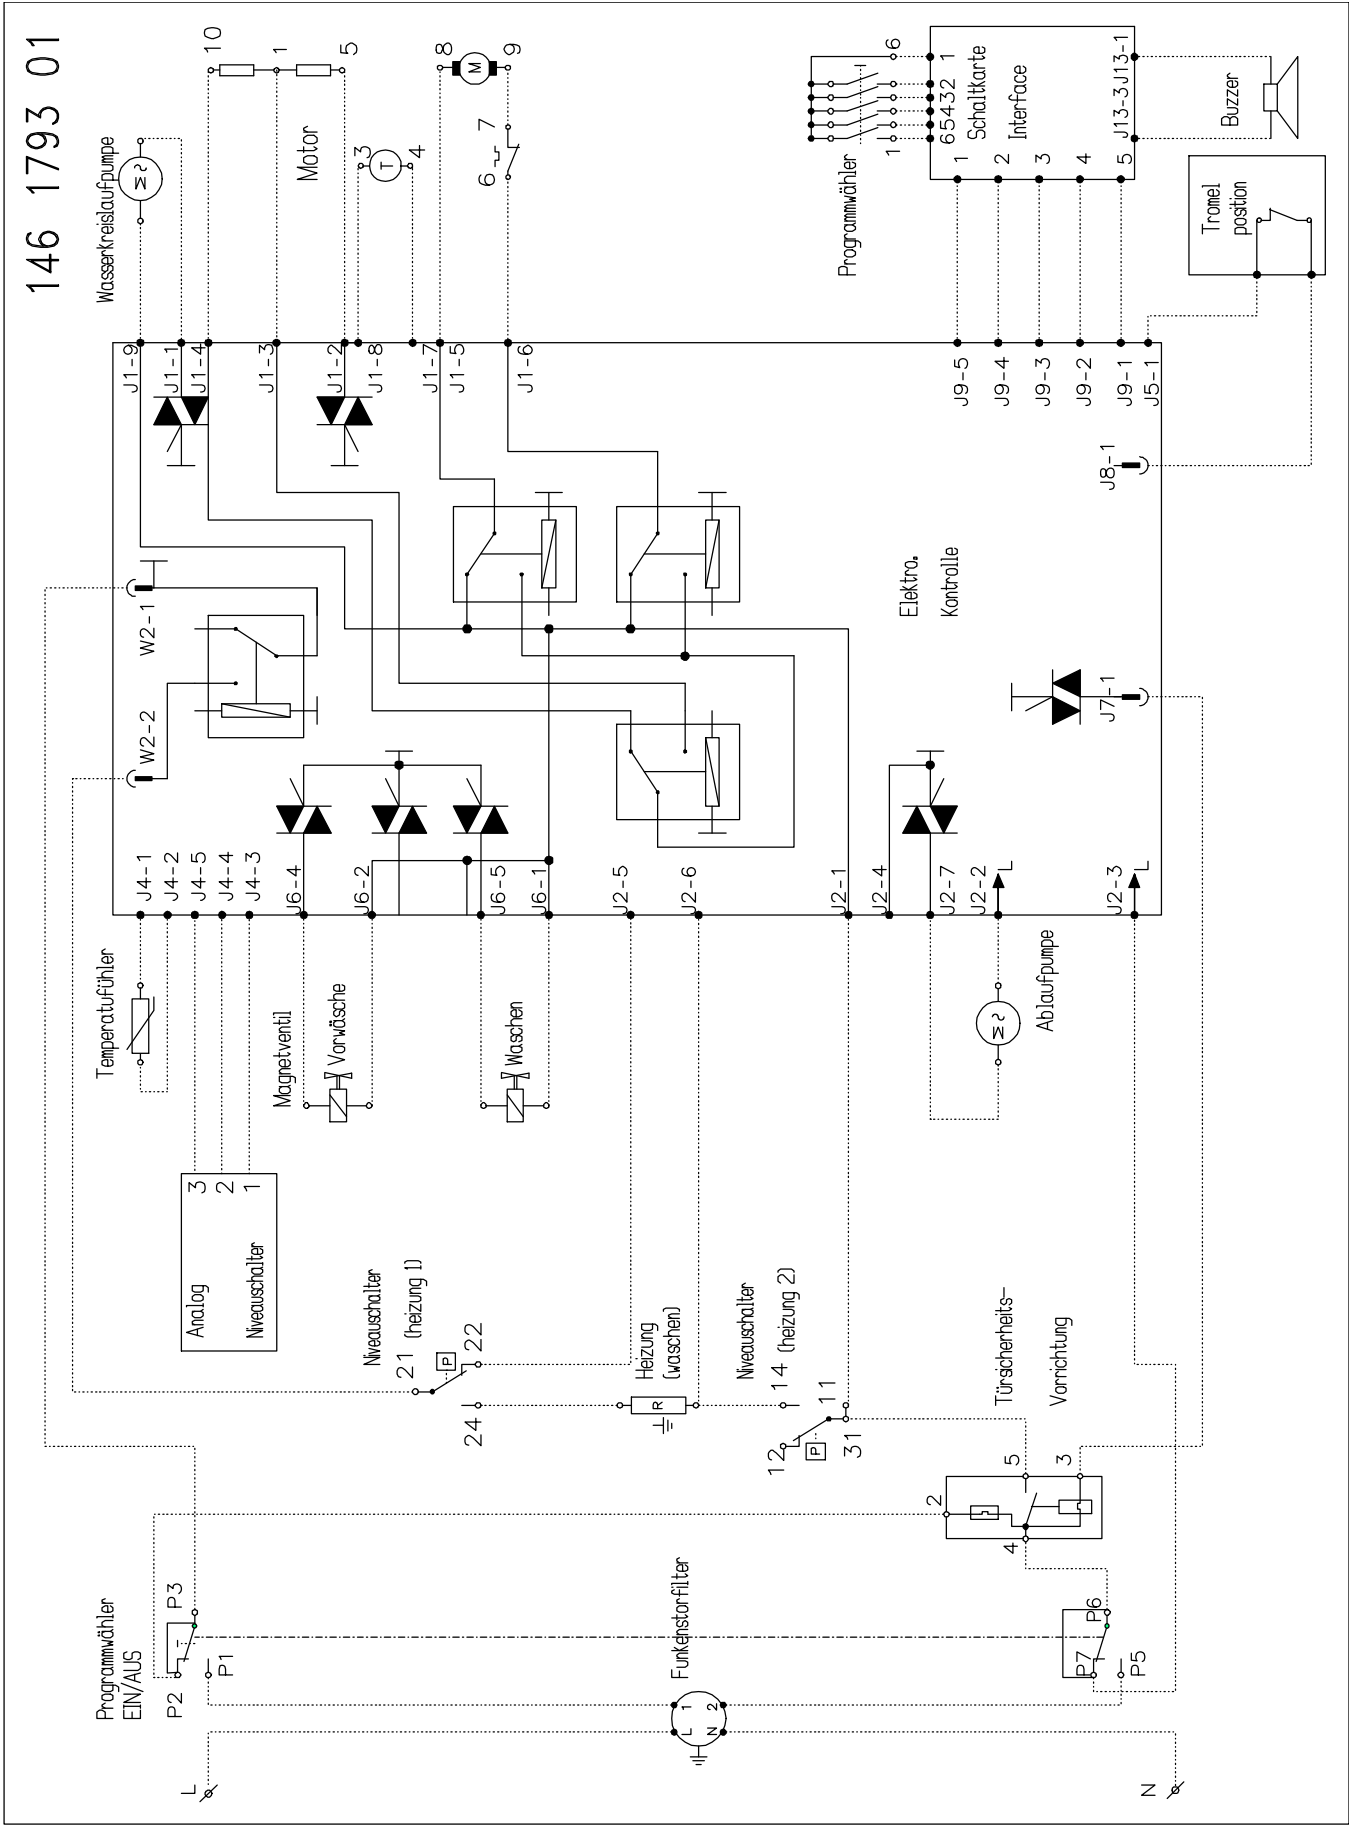 146 1793 01
Wasserkreislaufpumpe
M
10
1
5
Motor
3
T
4
8
M
9
6
7
Programmwähler
1
6
65432 1
Schaltkarte
Interface
1
2
3
4
5
J13-3
J13-1
Buzzer
Tromel
position
J1-9
J1-1
J1-4
J1-3
J1-2
J1-8
J1-7
J1-5
J1-6
J9-5
J9-4
J9-3
J9-2
J9-1
J5-1
J8-1
J7-1
Elektro.
Kontrolle
W2-1
W2-2
J4-1
J4-2
J4-5
J4-4
J4-3
J6-4
J6-2
J6-5
J6-1
J2-5
J2-6
J2-1
J2-4
J2-7
J2-2
L
J2-3
L
Temperatufühler
Analog
Niveauschalter
3
2
1
Magnetventil
Vorwäsche
Waschen
M
Ablaufpumpe
Niveauschalter
(heizung 1)
21
P
22
24
Heizung
(waschen)
R
Niveauschalter
(heizung 2)
14
12
P
11
31
Türsicherheits-
Vorrichtung
2
5
3
4
Programmwähler
EIN/AUS
P2
P3
P1
Funkenstorfilter
L 1
N 2
P7
P6
P5
L
N